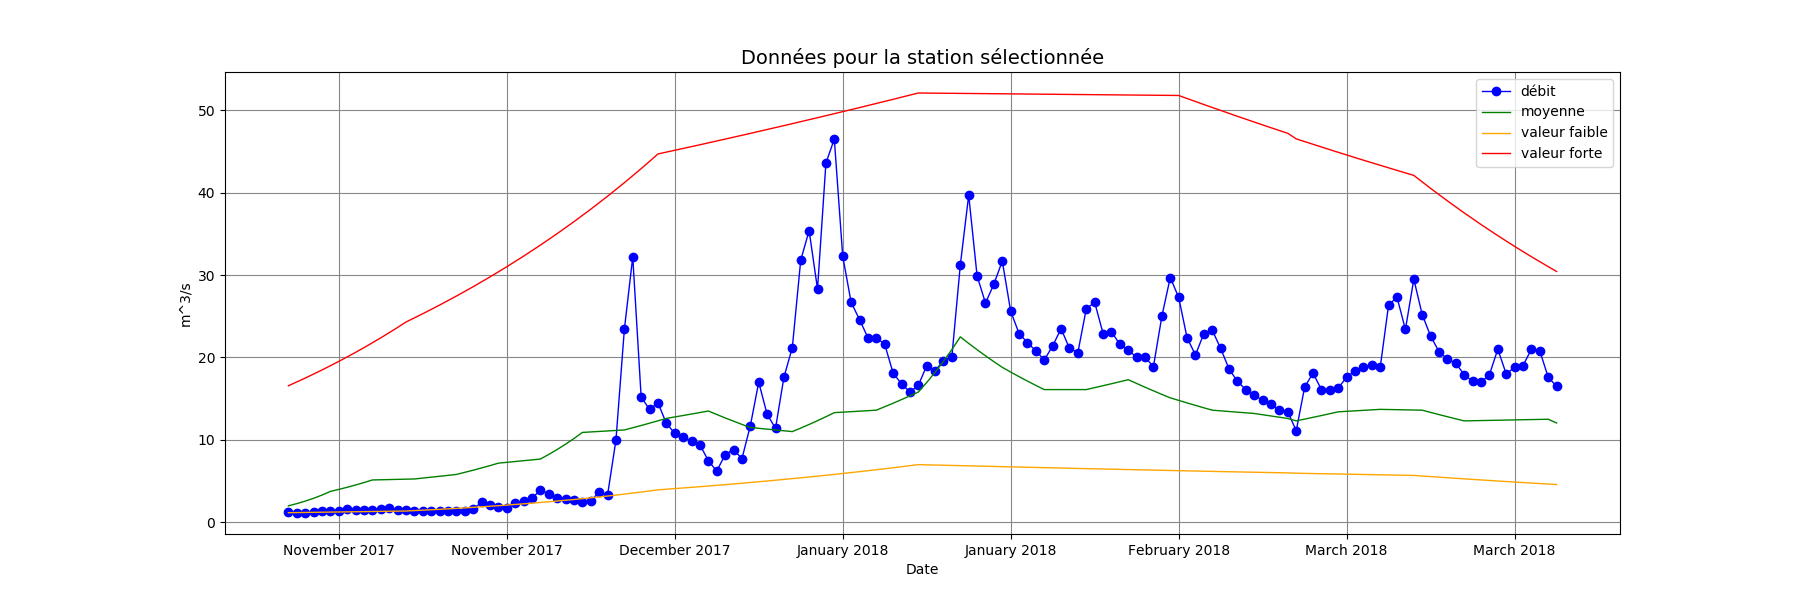 Données pour la station sélectionnée
débit
moyenne
valeur faible
valeur forte
m^3/s
50
40
30
20
10
0
November 2017 November 2017 December 2017 January 2018 January 2018 February 2018 March 2018 March 2018
Date